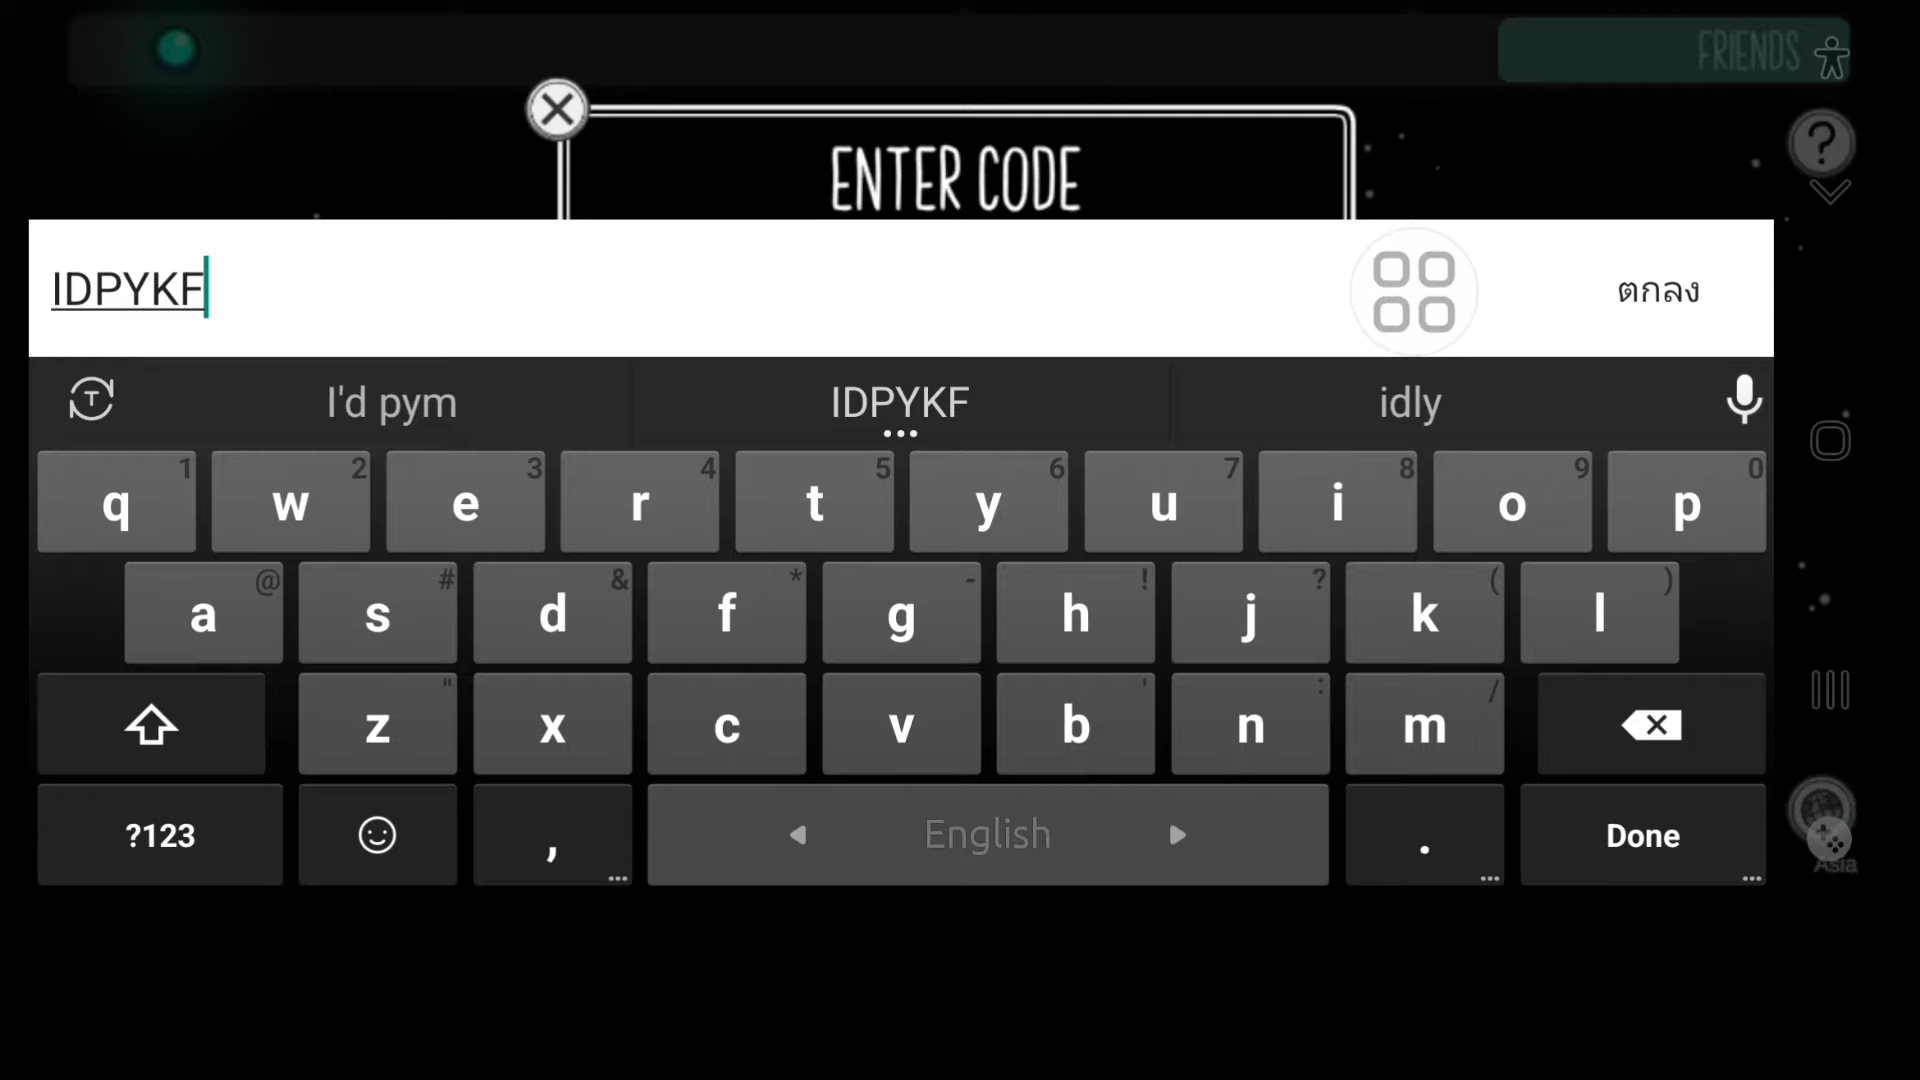 FRIENDS
ENTER CODE
?
IDPYKF
ตกลง
T
I'd pym
IDPYKF
idly
q 1 w 2 e 3 r 4 t 5 y 6 u 7 i 8 o 9 p 0
a @ s # d & f * g - h ! j ? k ( l )
z " x c v b ' n : m /
?123 , English . Done
Asia